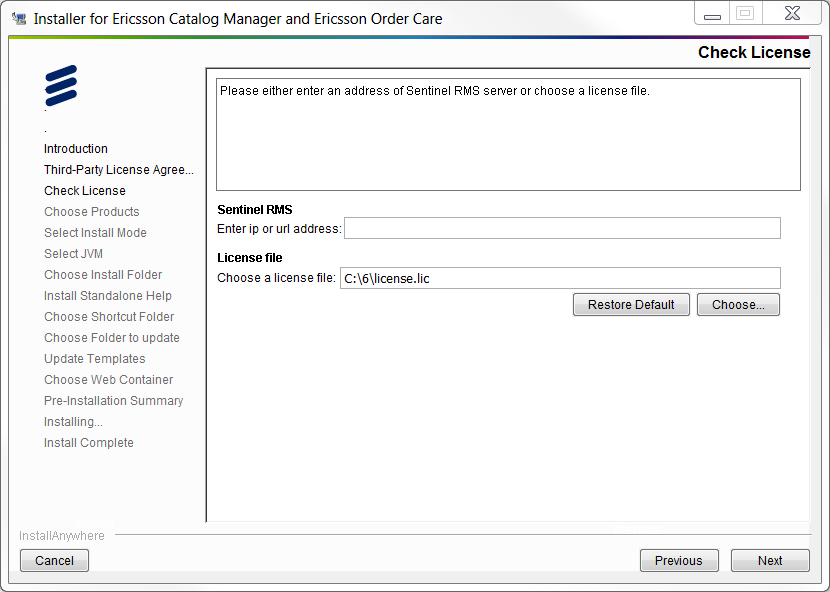 Installer for Ericsson Catalog Manager and Ericsson Order Care
Check License
.
.
Introduction
Third-Party License Agree...
Check License
Choose Products
Select Install Mode
Select JVM
Choose Install Folder
Install Standalone Help
Choose Shortcut Folder
Choose Folder to update
Update Templates
Choose Web Container
Pre-Installation Summary
Installing...
Install Complete
Please either enter an address of Sentinel RMS server or choose a license file.
Sentinel RMS
Enter ip or url address:
License file
Choose a license file: C:\6\license.lic
Restore Default Choose...
InstallAnywhere
Cancel Previous Next